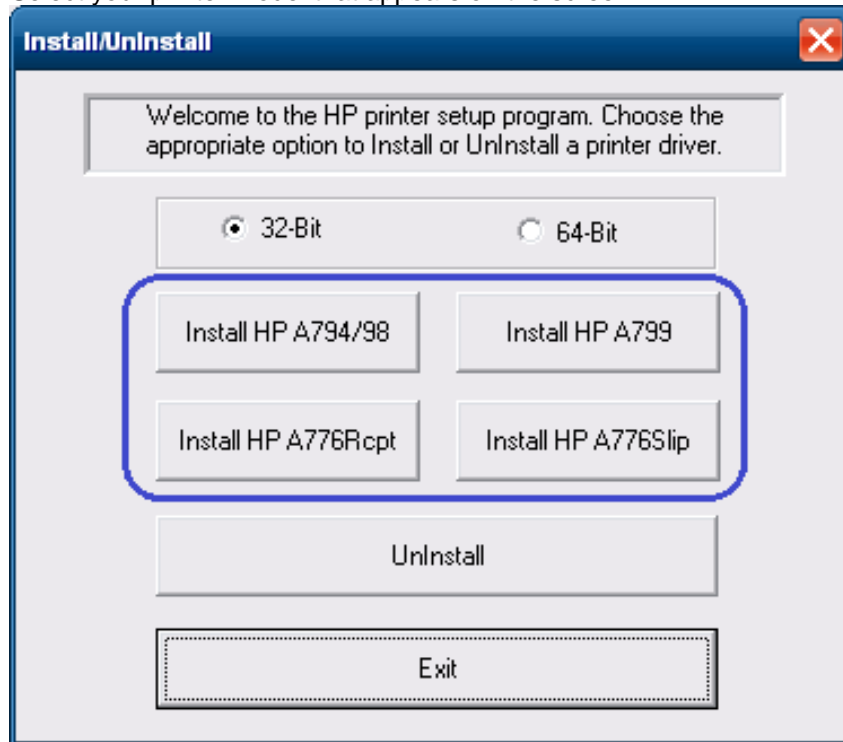 Install/UnInstall
Welcome to the HP printer setup program. Choose the
appropriate option to Install or UnInstall a printer driver.
32-Bit 64-Bit
Install HP A794/98 Install HP A799
Install HP A776Rcpt Install HP A776Slip
UnInstall
Exit